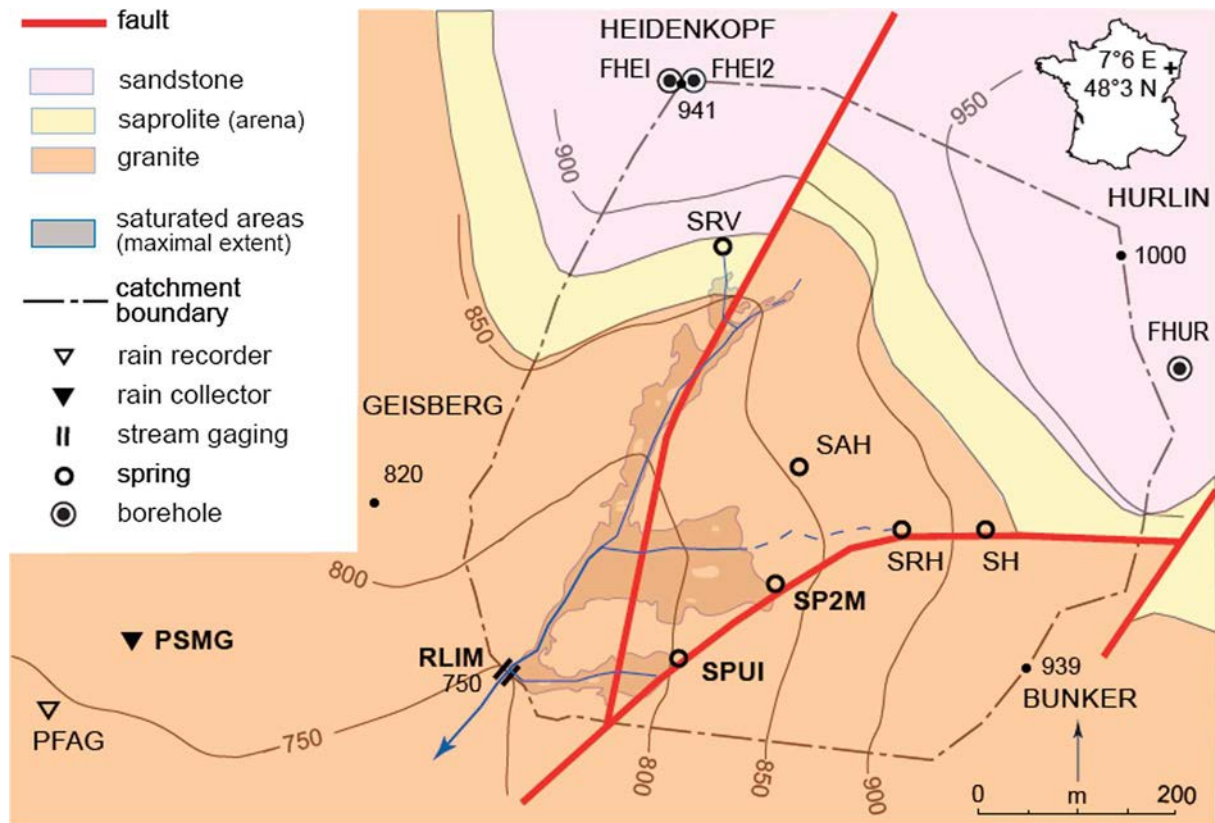 fault
sandstone
saprolite (arena)
granite
saturated areas
(maximal extent)
catchment
boundary
rain recorder
rain collector
stream gaging
spring
borehole
HEIDENKOPF
FHEI
FHEI2
941
7°6 E
48°3 N
950
900
HURLIN
SRV
1000
850
FHUR
GEISBERG
820
SAH
SRH
SH
800
SP2M
PSMG
RLIM
750
SPUI
939
BUNKER
PFAG
750
800
850
900
0
m
200